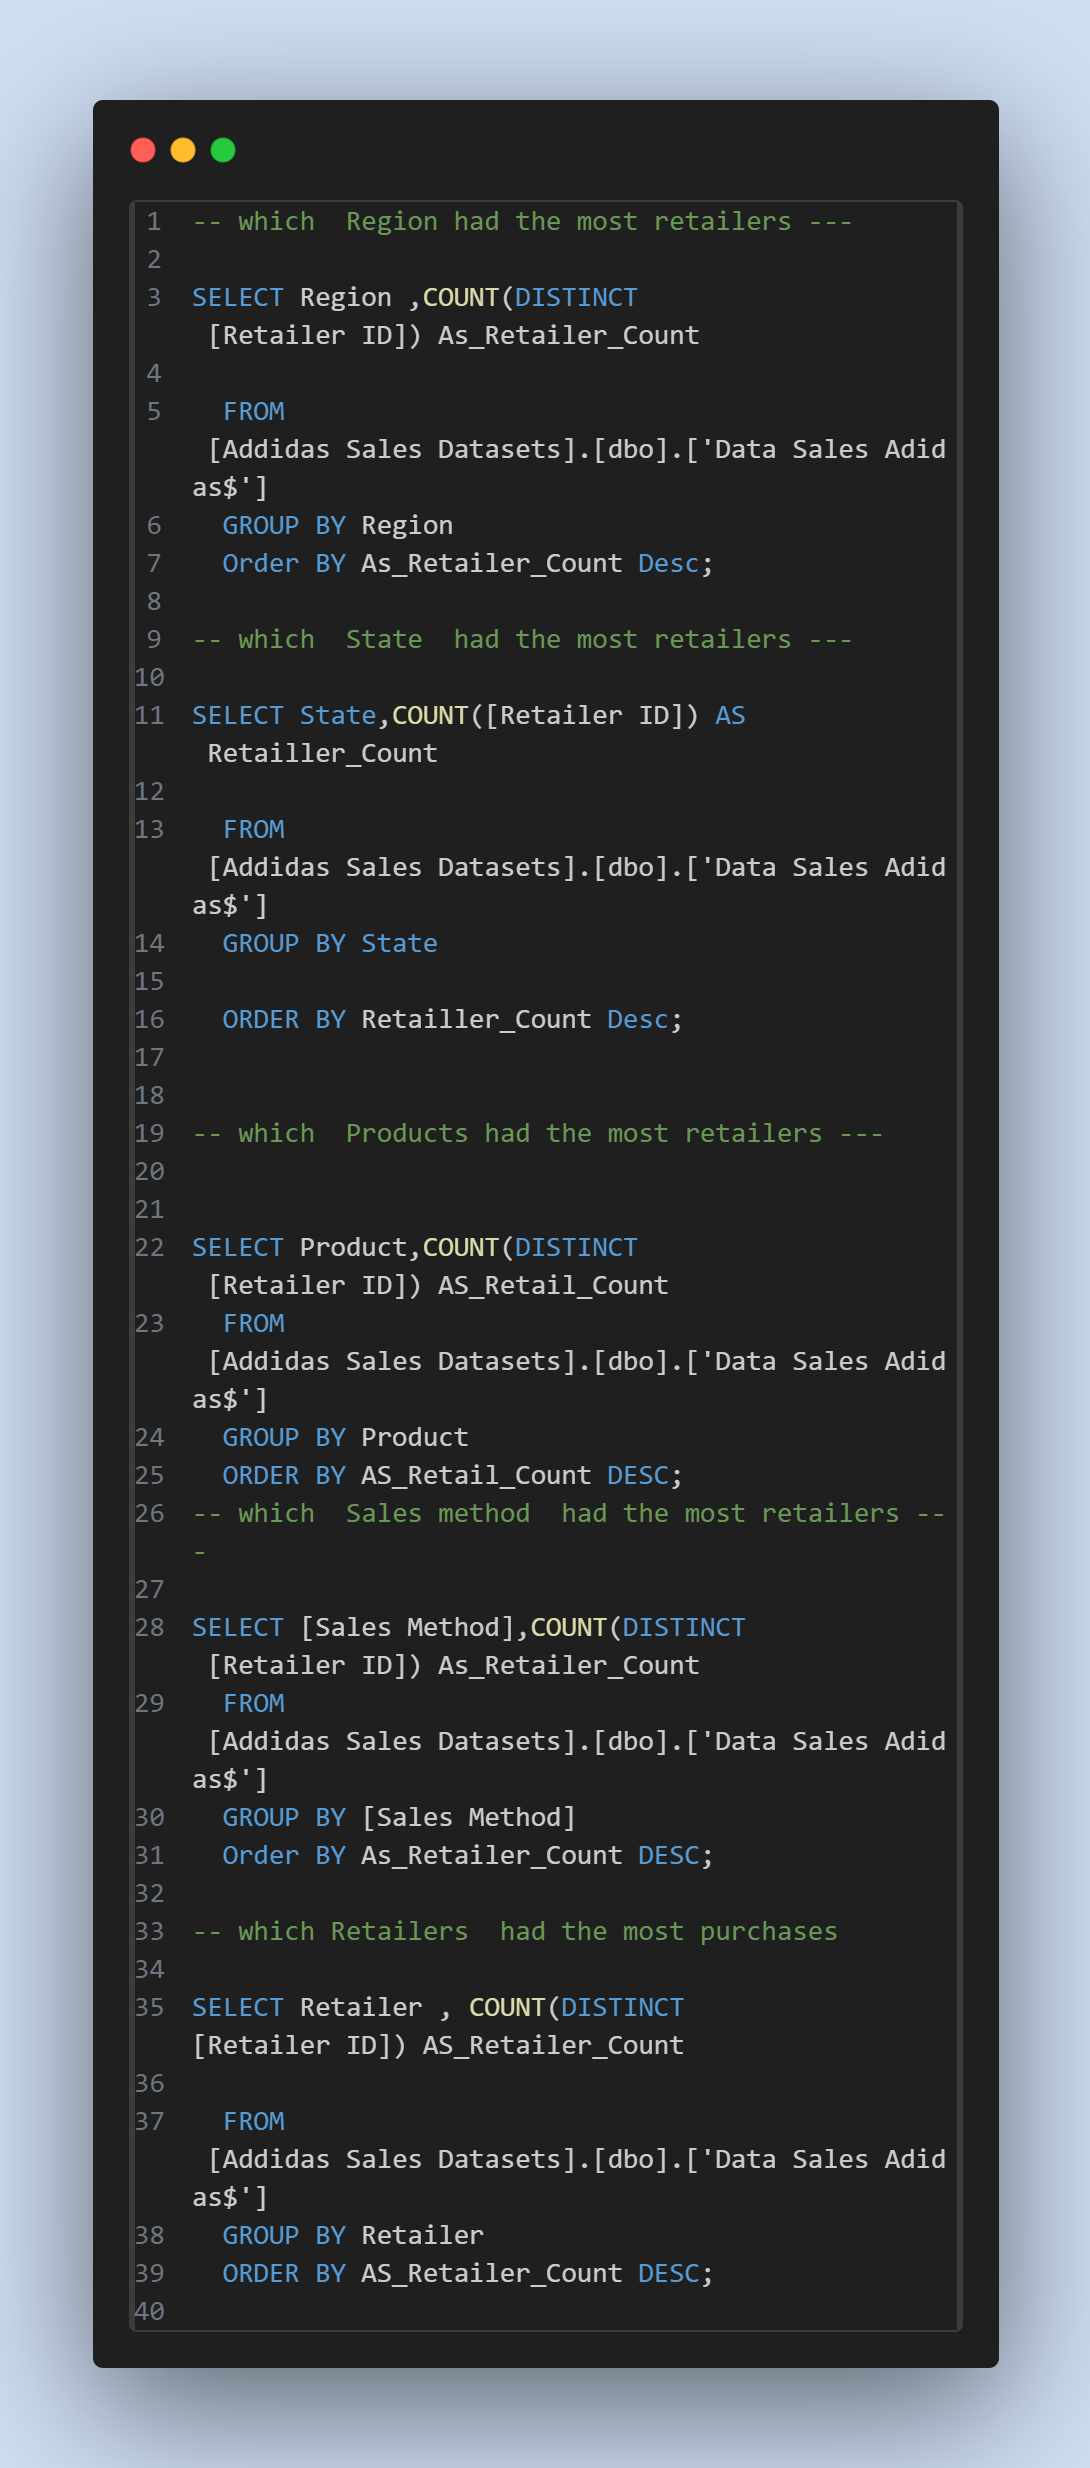 1 -- which  Region had the most retailers ---
2
3 SELECT Region ,COUNT(DISTINCT
 [Retailer ID]) As_Retailer_Count
4
5   FROM
 [Addidas Sales Datasets].[dbo].['Data Sales Adid
as$']
6   GROUP BY Region
7   Order BY As_Retailer_Count Desc;
8
9 -- which  State  had the most retailers ---
10
11 SELECT State,COUNT([Retailer ID]) AS
 Retailler_Count
12
13   FROM
 [Addidas Sales Datasets].[dbo].['Data Sales Adid
as$']
14   GROUP BY State
15
16   ORDER BY Retailler_Count Desc;
17
18
19 -- which  Products had the most retailers ---
20
21
22 SELECT Product,COUNT(DISTINCT
 [Retailer ID]) AS_Retail_Count
23   FROM
 [Addidas Sales Datasets].[dbo].['Data Sales Adid
as$']
24   GROUP BY Product
25   ORDER BY AS_Retail_Count DESC;
26 -- which  Sales method  had the most retailers --
-
27
28 SELECT [Sales Method],COUNT(DISTINCT
 [Retailer ID]) As_Retailer_Count
29   FROM
 [Addidas Sales Datasets].[dbo].['Data Sales Adid
as$']
30   GROUP BY [Sales Method]
31   Order BY As_Retailer_Count DESC;
32
33 -- which Retailers  had the most purchases
34
35 SELECT Retailer , COUNT(DISTINCT
[Retailer ID]) AS_Retailer_Count
36
37   FROM
 [Addidas Sales Datasets].[dbo].['Data Sales Adid
as$']
38   GROUP BY Retailer
39   ORDER BY AS_Retailer_Count DESC;
40